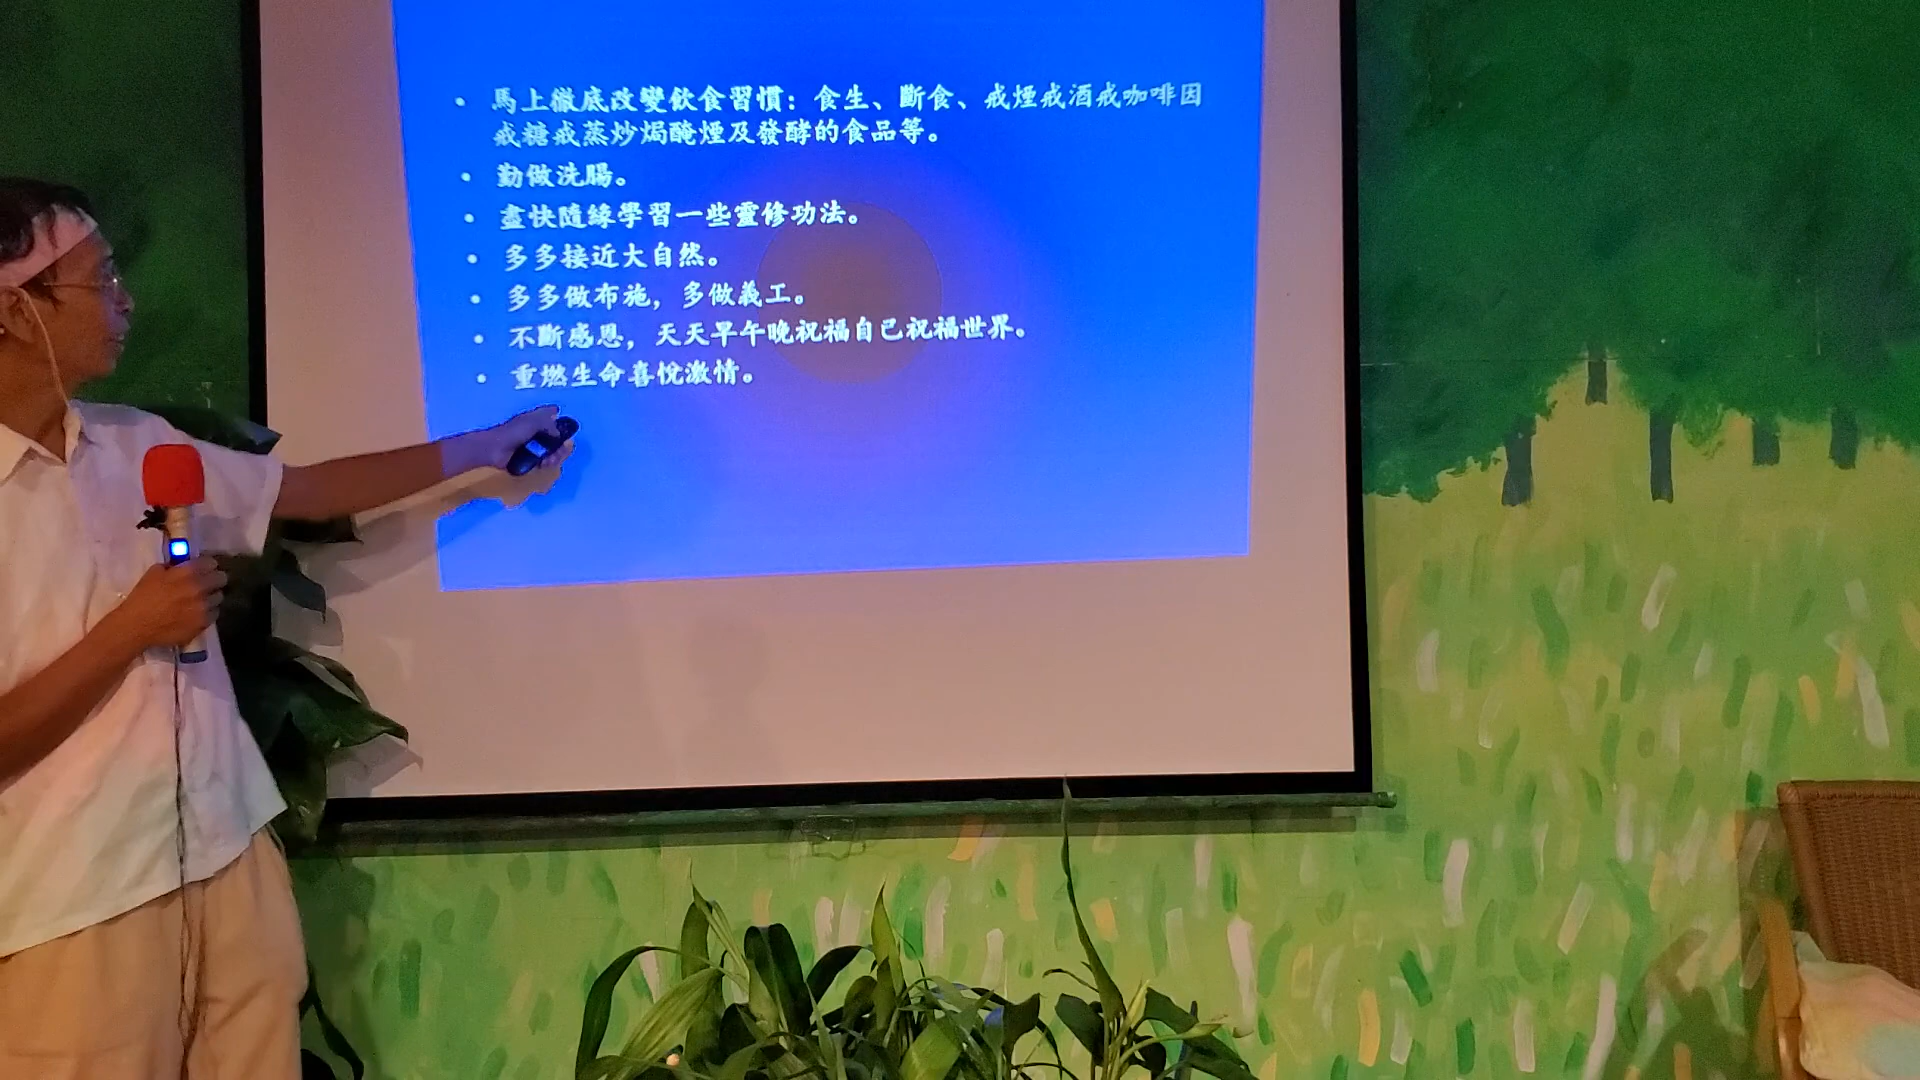 • 馬上徹底改變飲食習慣：食生、斷食、戒煙戒酒戒咖啡因
戒糖戒蒸炒焗醃煙及發酵的食品等。
• 勤做洗腸。
• 盡快隨緣學習一些靈修功法。
• 多多接近大自然。
• 多多做布施，多做義工。
• 不斷感恩，天天早午晚祝福自己祝福世界。
• 重燃生命喜悅激情。